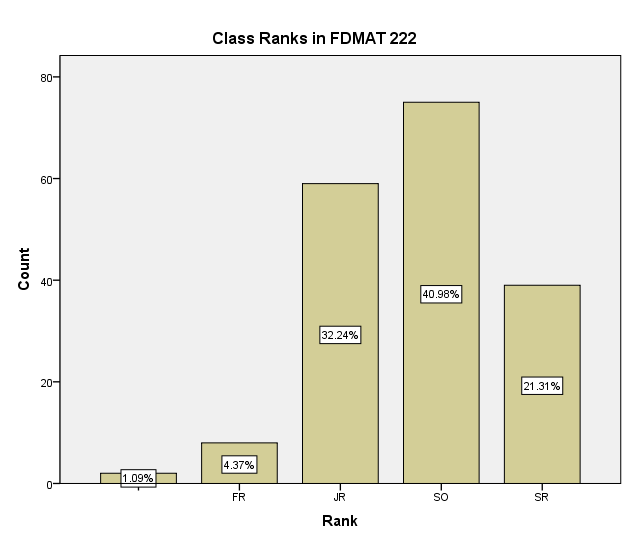 Class Ranks in FDMAT 222
80
60
40
20
0
Count
1.09%
4.37%
32.24%
40.98%
21.31%
FR JR SO SR
Rank